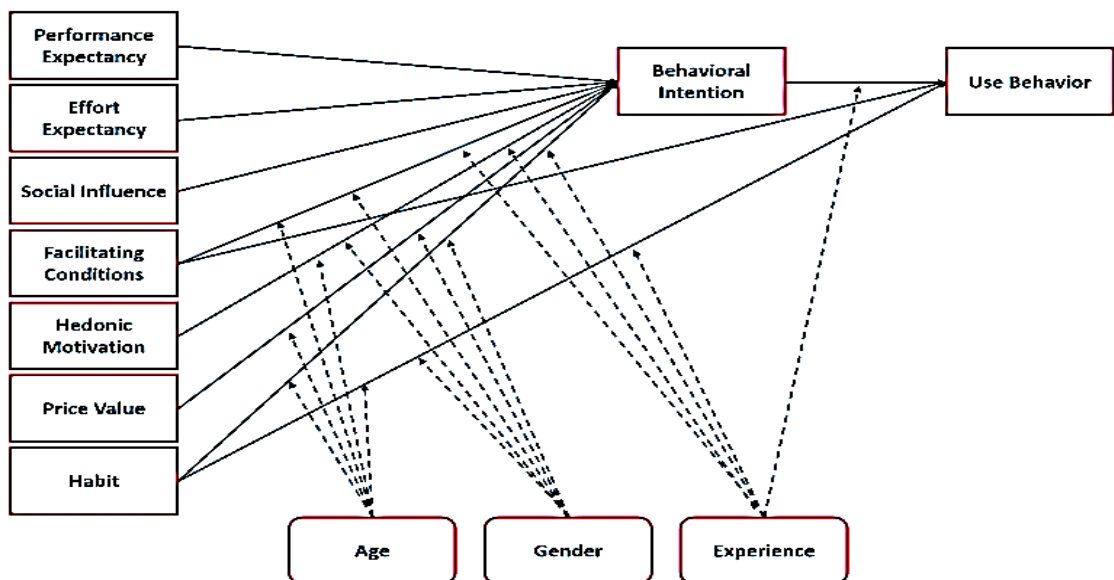 Performance
Expectancy
Effort
Expectancy
Social Influence
Facilitating
Conditions
Hedonic
Motivation
Price Value
Habit
Behavioral
Intention
Use Behavior
Age
Gender
Experience